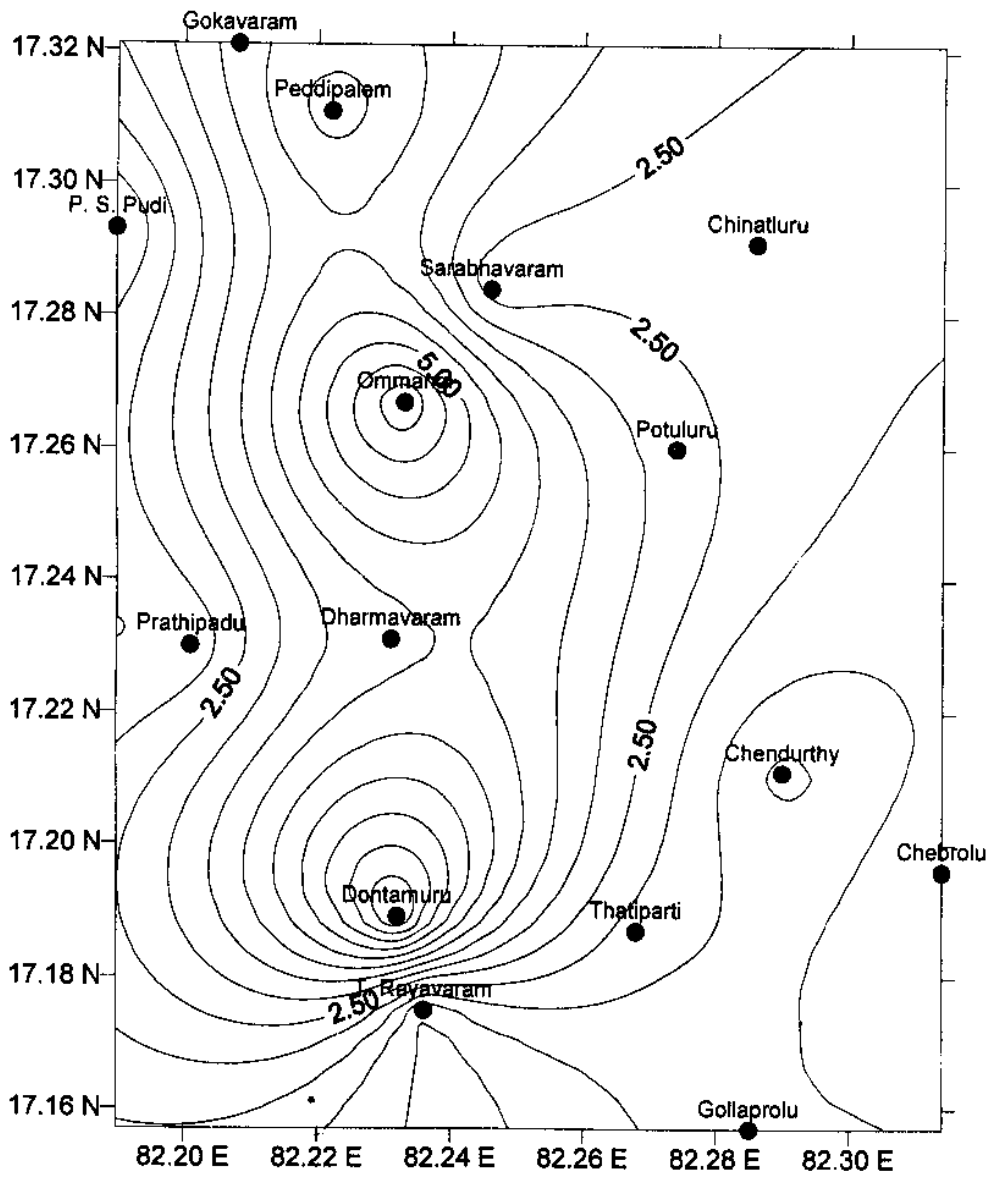 Gokavaram
17.32 N
Peddipalem
2.50
17.30 N
P. S. Pudi
Chinatluru
Sarabhavaram
17.28 N
2.50
5.00
17.26 N
Potuluru
17.24 N
Prathipadu
Dharmavaram
2.50
17.22 N
2.50
Chendurthy
17.20 N
Chebrolu
Dontamuru
Thatiparti
17.18 N
Rayavaram
2.50
17.16 N
Gollaprolu
82.20 E 82.22 E 82.24 E 82.26 E 82.28 E 82.30 E